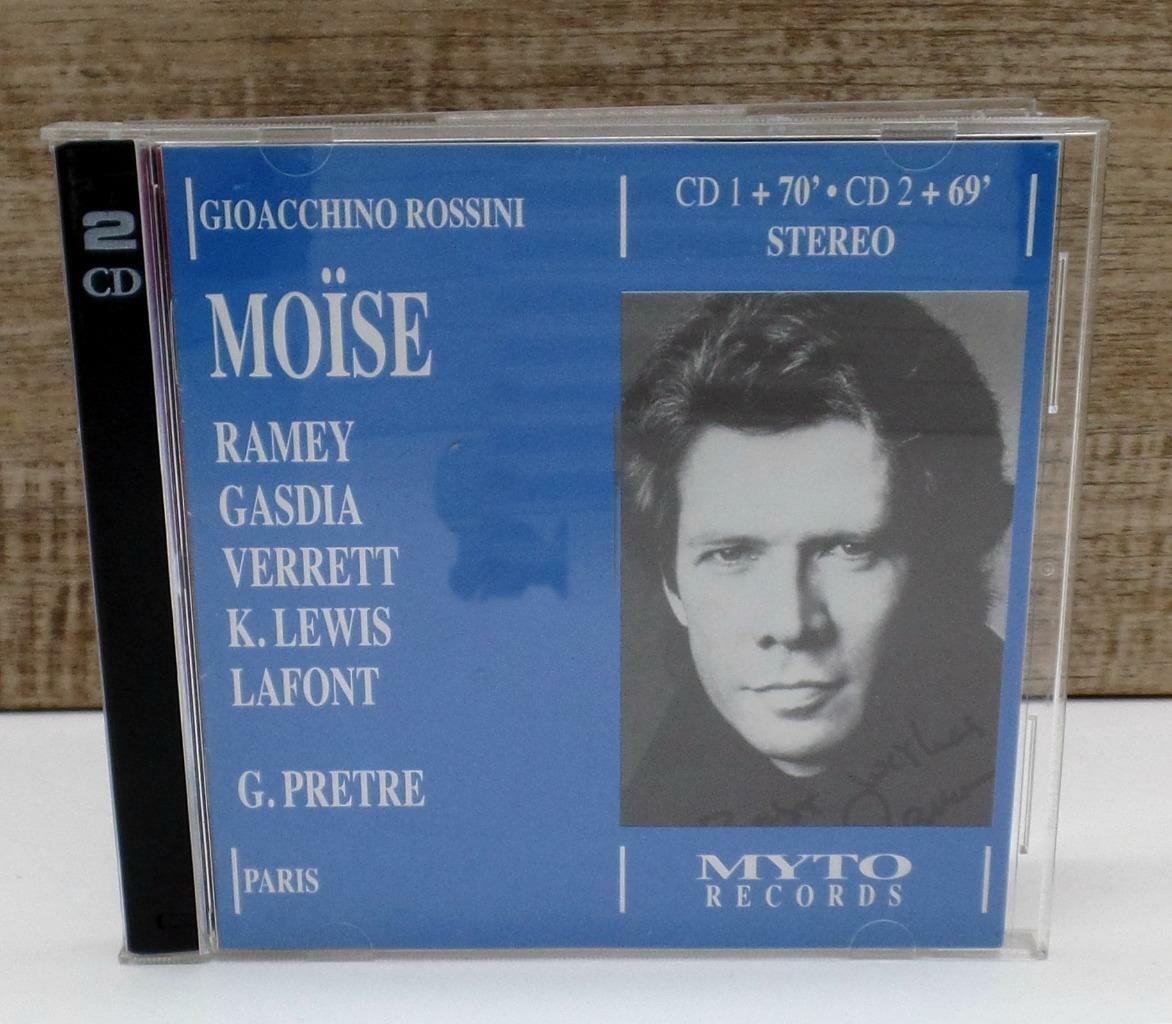 2
CD
GIOACCHINO ROSSINI
CD 1 + 70' • CD 2 + 69'
STEREO
MOÏSE
RAMEY
GASDIA
VERRETT
K. LEWIS
LAFONT
G. PRETRE
PARIS
MYTO
RECORDS